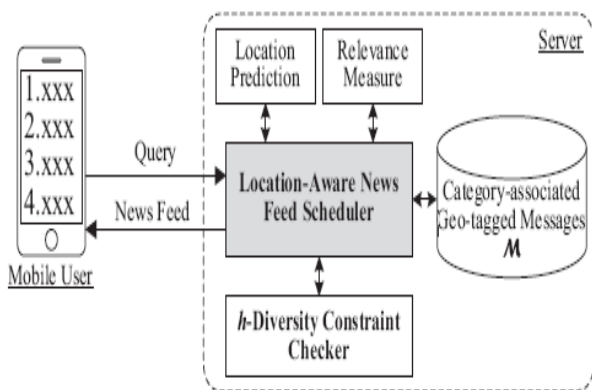 Server
Location
Prediction
Relevance
Measure
1.xxx
2.xxx
3.xxx
4.xxx
Mobile User
Query
News Feed
Location-Aware News
Feed Scheduler
Category-associated
Geo-tagged Messages
M
h-Diversity Constraint
Checker